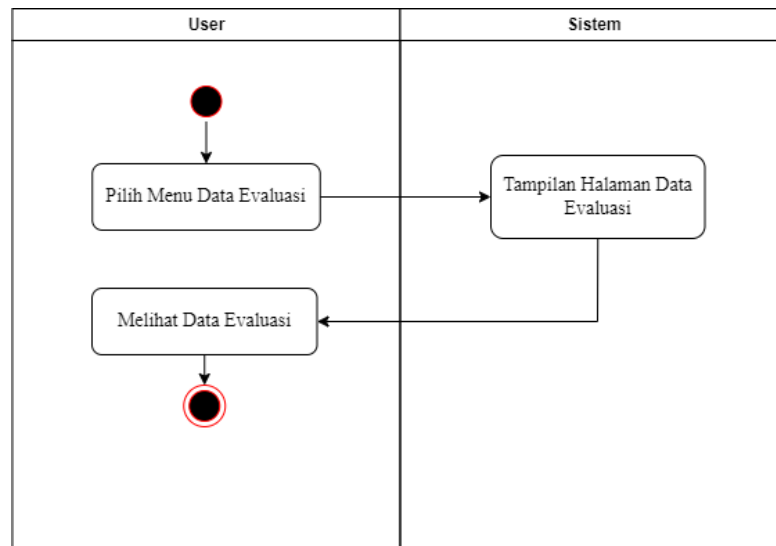 User
Sistem
Pilih Menu Data Evaluasi
Tampilan Halaman Data
Evaluasi
Melihat Data Evaluasi